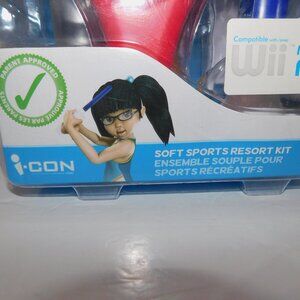 PARENT APPROVED
APPROUVÉ PAR LES PARENTS
Compatible with / avec
Wii
i-CON
SOFT SPORTS RESORT KIT
ENSEMBLE SOUPLE POUR
SPORTS RÉCRÉATIFS